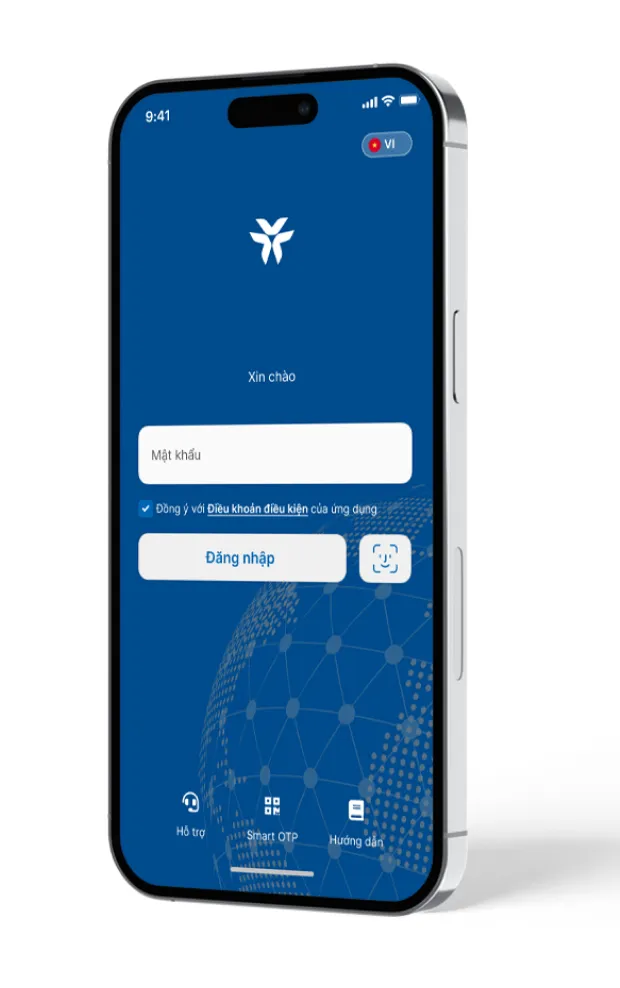 9:41
VI
Xin chào
Mật khẩu
Đồng ý với Điều khoản điều kiện của ứng dụng
Đăng nhập
Hỗ trợ
Smart OTP
Hướng dẫn